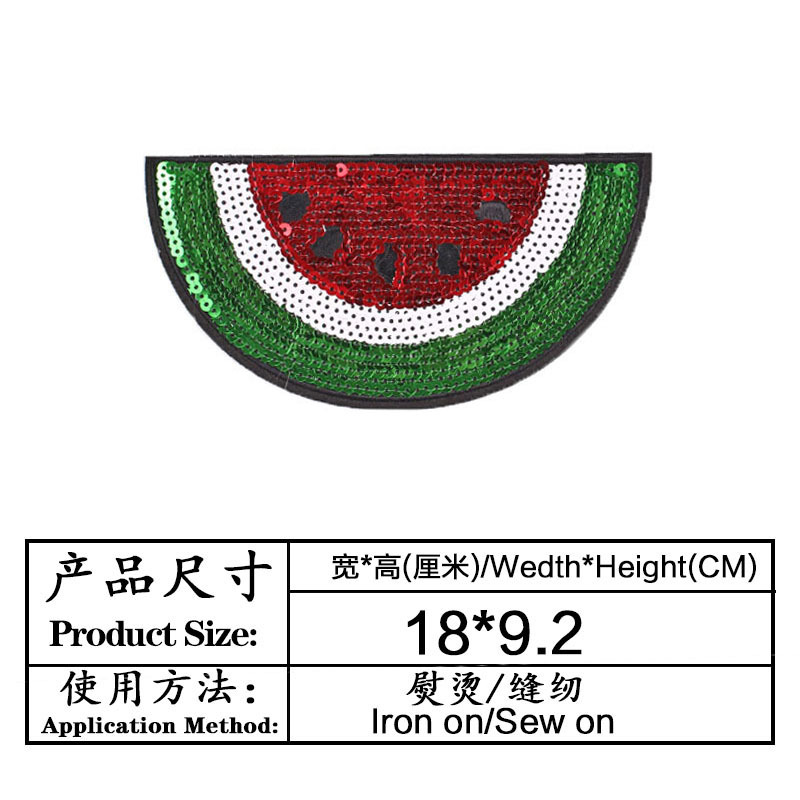 产品尺寸
Product Size:
宽*高(厘米)/Wedth*Height(CM)
18*9.2
使用方法：
Application Method:
熨烫/缝纫
Iron on/Sew on